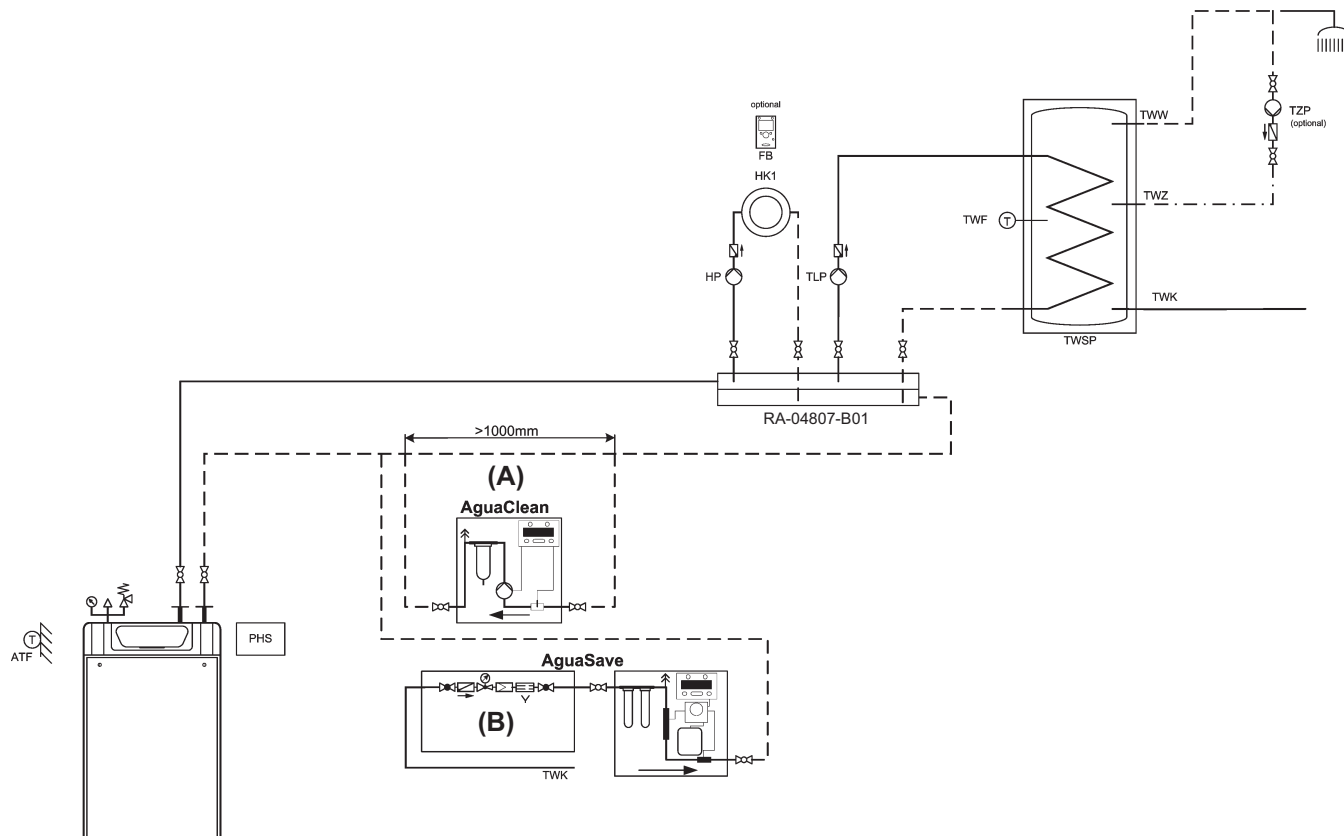 optional
FB
HK1
HP
TLP
TWF
T
TWW
TZP
(optional)
TWZ
TWK
TWSP
RA-04807-B01
>1000mm
(A)
AguaClean
T
ATF
PHS
AguaSave
(B)
TWK